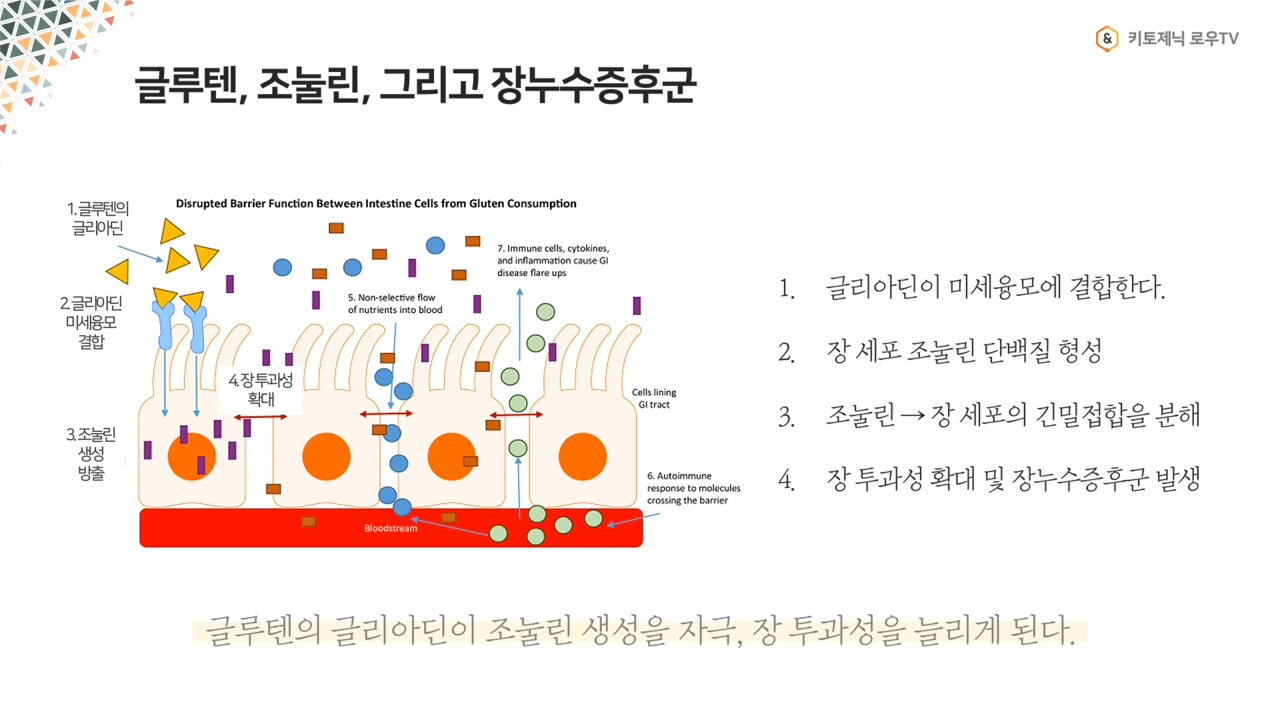 & 키토제닉 로우TV
글루텐, 조눌린, 그리고 장누수증후군
Disrupted Barrier Function Between Intestine Cells from Gluten Consumption
1. 글루텐의
글리아딘
2. 글리아딘
미세융모
결합
3. 조눌린
생성
방출
4. 장 투과성
확대
5. Non-selective flow
of nutrients into blood
7. Immune cells, cytokines,
and inflammation cause GI
disease flare ups
Cells lining
GI tract
6. Autoimmune
response to molecules
crossing the barrier
Bloodstream
1. 글리아딘이 미세융모에 결합한다.
2. 장 세포 조눌린 단백질 형성
3. 조눌린 → 장 세포의 긴밀접합을 분해
4. 장 투과성 확대 및 장누수증후군 발생
글루텐의 글리아딘이 조눌린 생성을 자극, 장 투과성을 늘리게 된다.